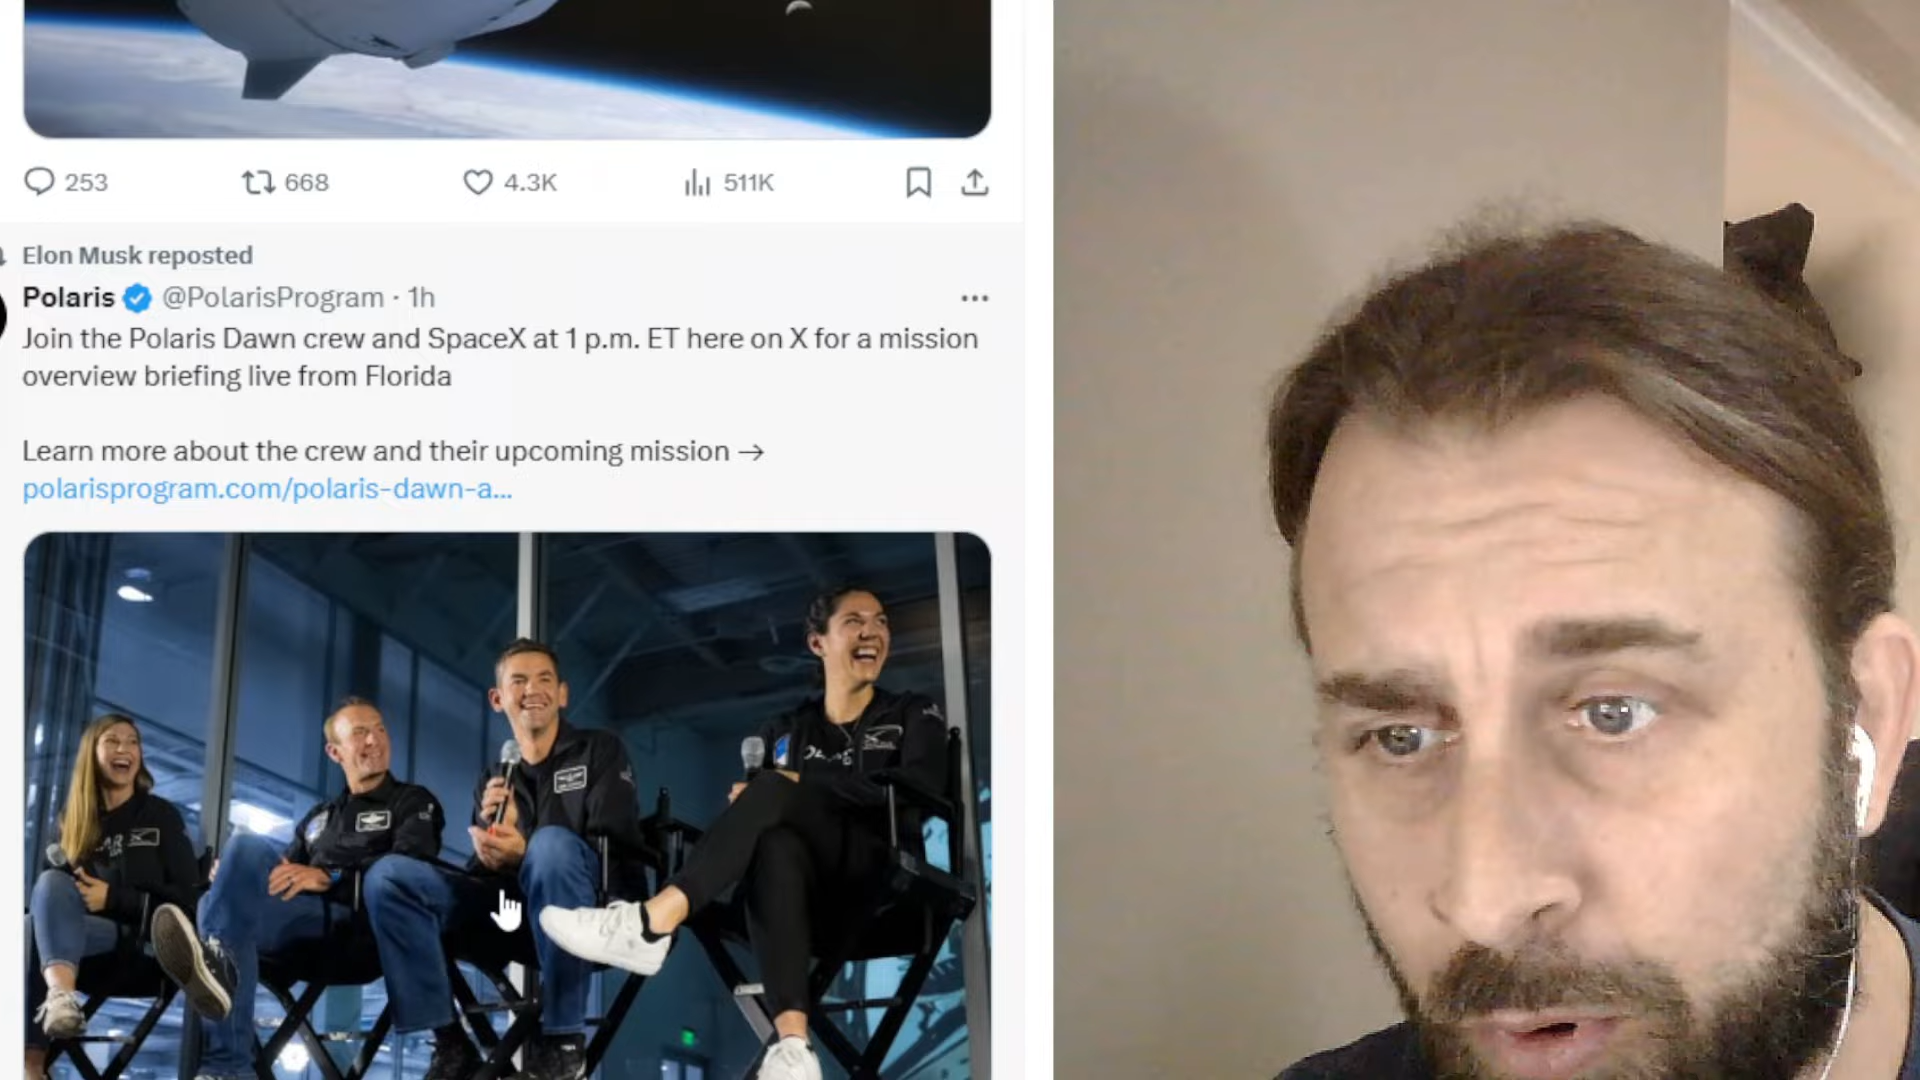 253 668 4.3K 511K
Elon Musk reposted
Polaris @PolarisProgram · 1h
Join the Polaris Dawn crew and SpaceX at 1 p.m. ET here on X for a mission
overview briefing live from Florida
Learn more about the crew and their upcoming mission →
polarisprogram.com/polaris-dawn-a...